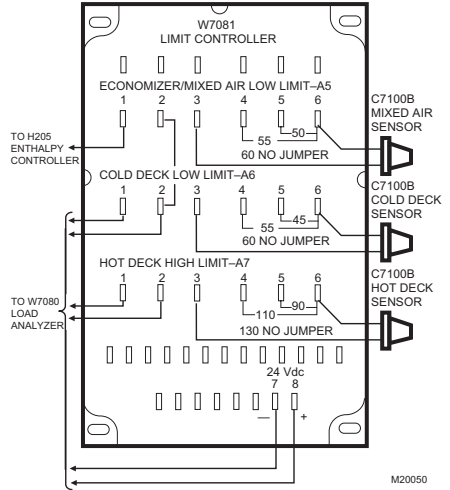 W7081
LIMIT CONTROLLER
ECONOMIZER/MIXED AIR LOW LIMIT–A5
1 2 3 4 5 6
50
55
60 NO JUMPER
C7100B
MIXED AIR
SENSOR
TO H205
ENTHALPY
CONTROLLER
COLD DECK LOW LIMIT–A6
1 2 3 4 5 6
45
55
60 NO JUMPER
C7100B
COLD DECK
SENSOR
HOT DECK HIGH LIMIT–A7
1 2 3 4 5 6
90
110
130 NO JUMPER
C7100B
HOT DECK
SENSOR
TO W7080
LOAD
ANALYZER
24 Vdc
7 8
— +
M20050